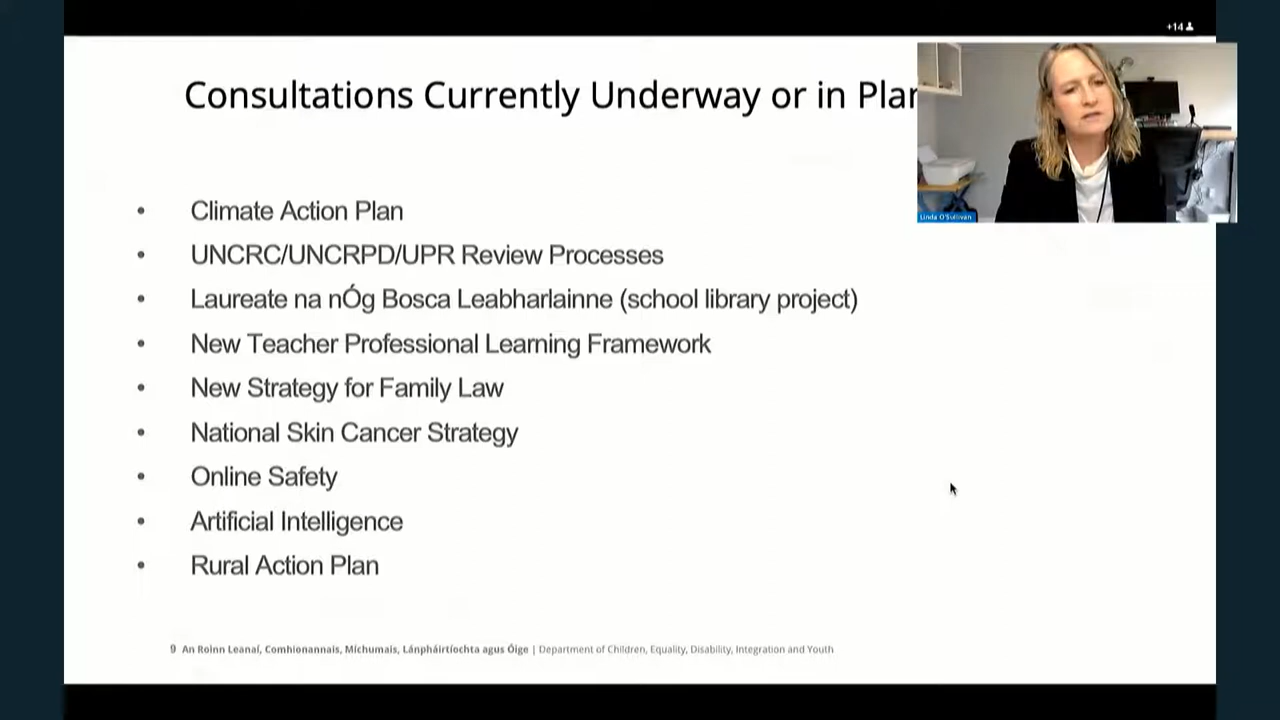 +14
Consultations Currently Underway or in Plan
Linda O'Sullivan
• Climate Action Plan
• UNCRC/UNCRPD/UPR Review Processes
• Laureate na nÓg Bosca Leabharlainne (school library project)
• New Teacher Professional Learning Framework
• New Strategy for Family Law
• National Skin Cancer Strategy
• Online Safety
• Artificial Intelligence
• Rural Action Plan
9 An Roinn Leanaí, Comhionannais, Míchumais, Lánpháirtíochta agus Óige | Department of Children, Equality, Disability, Integration and Youth